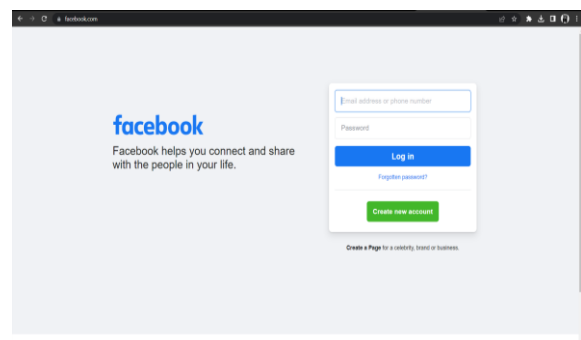 facebook.com
facebook
Facebook helps you connect and share
with the people in your life.
Email address or phone number
Password
Log in
Forgotten password?
Create new account
Create a Page for a celebrity, brand or business.